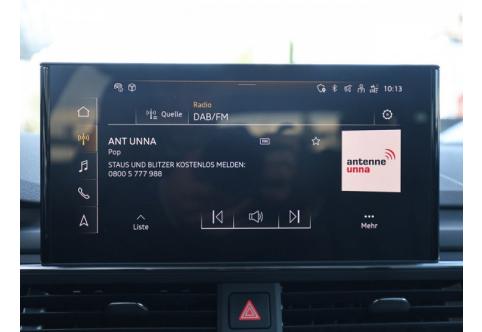 10:13
Radio
Quelle
DAB/FM
ANT UNNA
Pop
STAUS UND BLITZER KOSTENLOS MELDEN:
0800 5 777 988
antenne
unna
Liste
Mehr